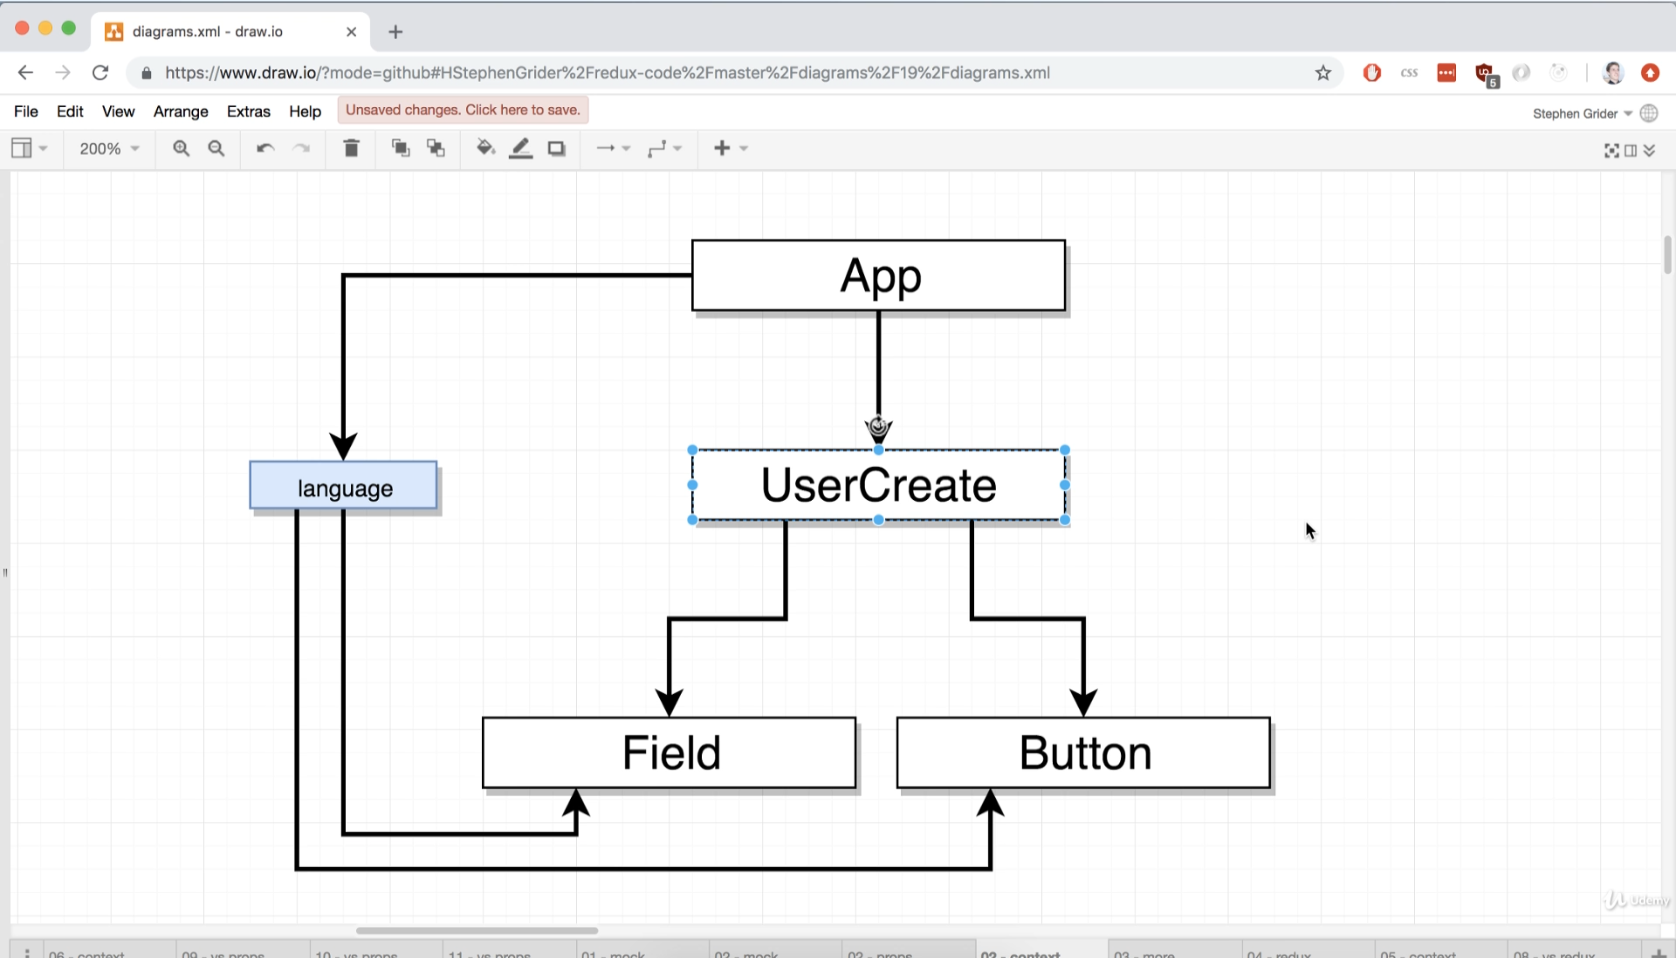 diagrams.xml - draw.io
https://www.draw.io/?mode=github#HStephenGrider%2Fredux-code%2Fmaster%2Fdiagrams%2F19%2Fdiagrams.xml
CSS
6
File Edit View Arrange Extras Help Unsaved changes. Click here to save.
Stephen Grider
200%
App
language
UserCreate
Field
Button
Udemy
06 - context 09 - vs props 10 - vs props 11 - vs props 01 - mock 02 - mock 02 - props 02 - context 03 - more 04 - redux 05 - context 08 - vs redux